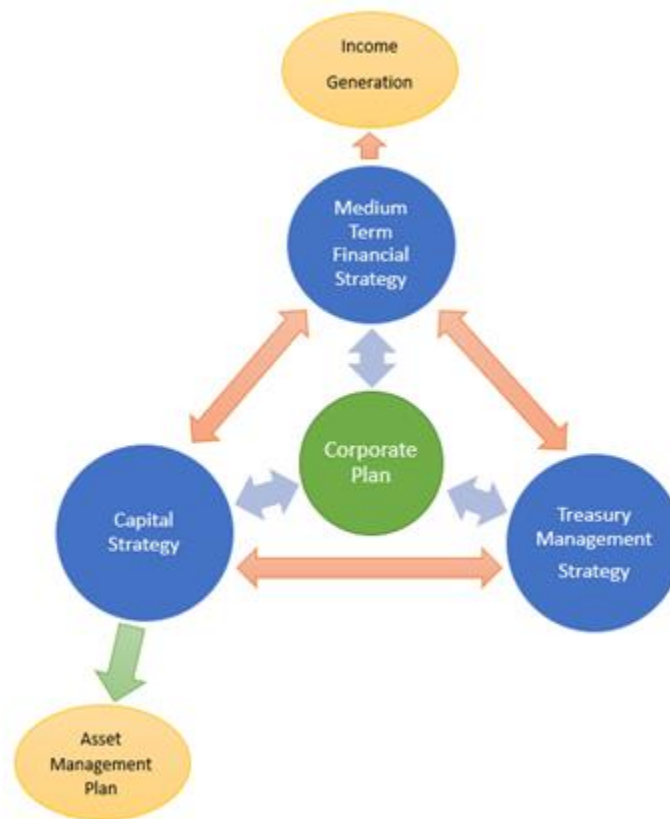 Income
Generation
Medium
Term
Financial
Strategy
Corporate
Plan
Capital
Strategy
Treasury
Management
Strategy
Asset
Management
Plan